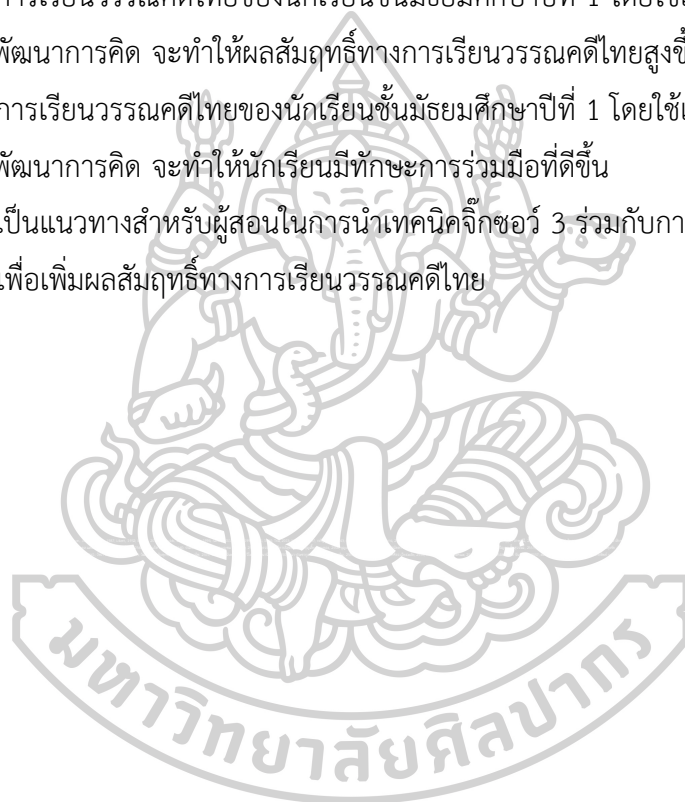 การเรียนวรรณคดีไทยของนักเรียนชั้นมัธยมศึกษาปีที่ 1 โดยใช้เ
พัฒนาการคิด จะทำให้ผลสัมฤทธิ์ทางการเรียนวรรณคดีไทยสูงขึ้
การเรียนวรรณคดีไทยของนักเรียนชั้นมัธยมศึกษาปีที่ 1 โดยใช้เ
พัฒนาการคิด จะทำให้นักเรียนมีทักษะการร่วมมือที่ดีขึ้น
เป็นแนวทางสำหรับผู้สอนในการนำเทคนิคจิ๊กซอว์ 3 ร่วมกับกา
เพื่อเพิ่มผลสัมฤทธิ์ทางการเรียนวรรณคดีไทย
มหาวิทยาลัยศิลปากร